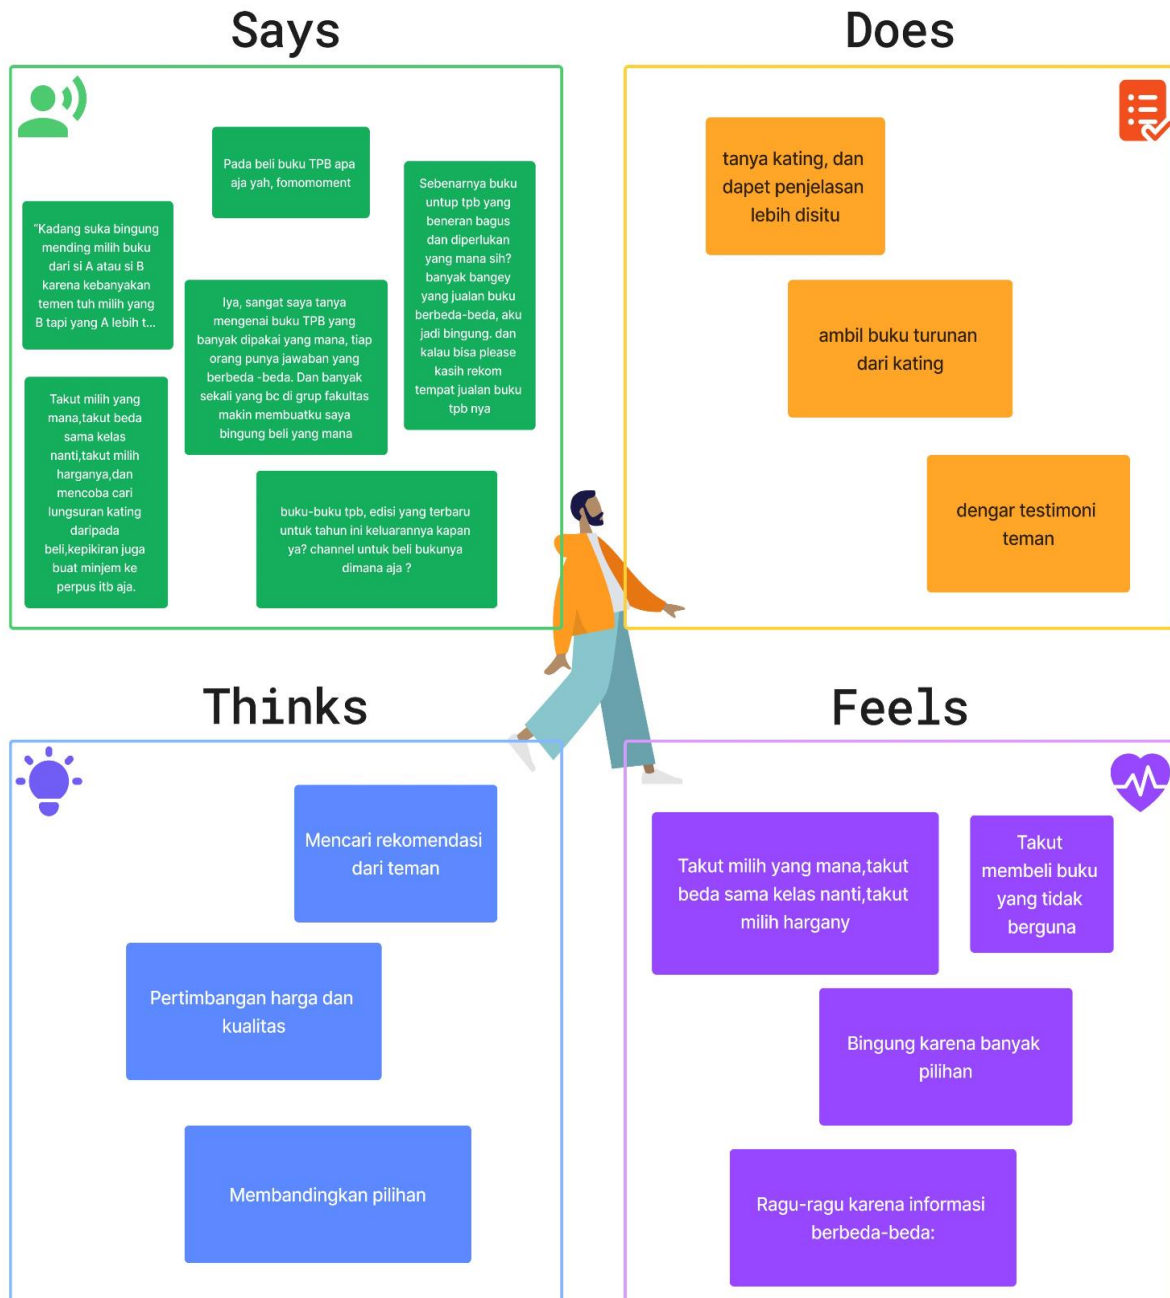 Says
Pada beli buku TPB apa
aja yah, fomomoment
"Kadang suka bingung
mending milih buku
dari si A atau si B
karena kebanyakan
temen tuh milih yang
B tapi yang A lebih t...
Sebenarnya buku
untup tpb yang
beneran bagus
dan diperlukan
yang mana sih?
banyak bangey
yang jualan buku
berbeda-beda, aku
jadi bingung. dan
kalau bisa please
kasih rekom
tempat jualan buku
tpb nya
Iya, sangat saya tanya
mengenai buku TPB yang
banyak dipakai yang mana, tiap
orang punya jawaban yang
berbeda -beda. Dan banyak
sekali yang bc di grup fakultas
makin membuatku saya
bingung beli yang mana
Takut milih yang
mana,takut beda
sama kelas
nanti,takut milih
harganya,dan
mencoba cari
lungsuran kating
daripada
beli,kepikiran juga
buat minjem ke
perpus itb aja.
buku-buku tpb, edisi yang terbaru
untuk tahun ini keluarannya kapan
ya? channel untuk beli bukunya
dimana aja ?
Does
tanya kating, dan
dapet penjelasan
lebih disitu
ambil buku turunan
dari kating
dengar testimoni
teman
Thinks
Mencari rekomendasi
dari teman
Pertimbangan harga dan
kualitas
Membandingkan pilihan
Feels
Takut milih yang mana,takut
beda sama kelas nanti,takut
milih hargany
Takut
membeli buku
yang tidak
berguna
Bingung karena banyak
pilihan
Ragu-ragu karena informasi
berbeda-beda: